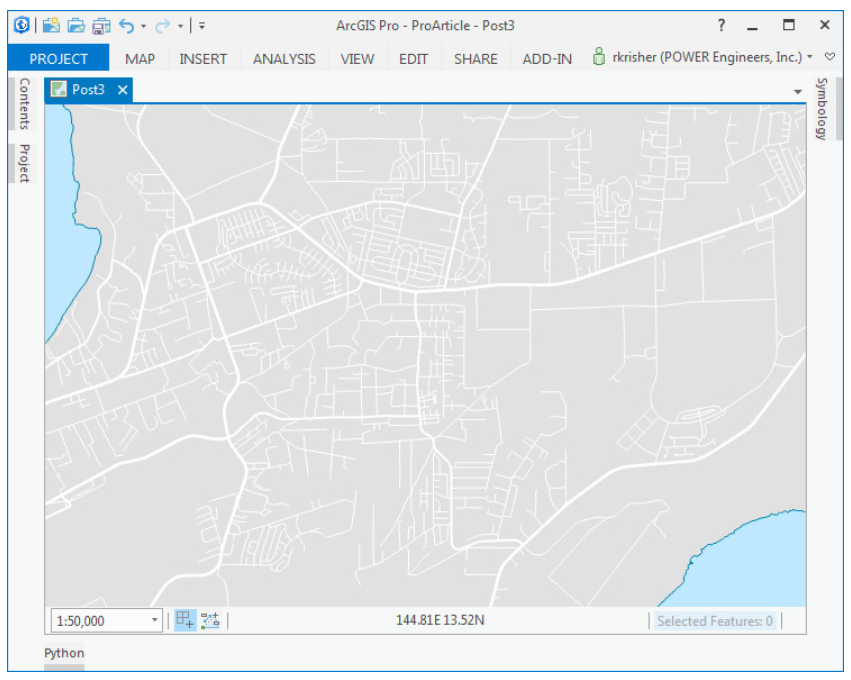 ArcGIS Pro - ProArticle - Post3
?
PROJECT MAP INSERT ANALYSIS VIEW EDIT SHARE ADD-IN rkrisher (POWER Engineers, Inc.)
Contents
Project
Post3
Symbology
1:50,000
144.81E 13.52N
Selected Features: 0
Python